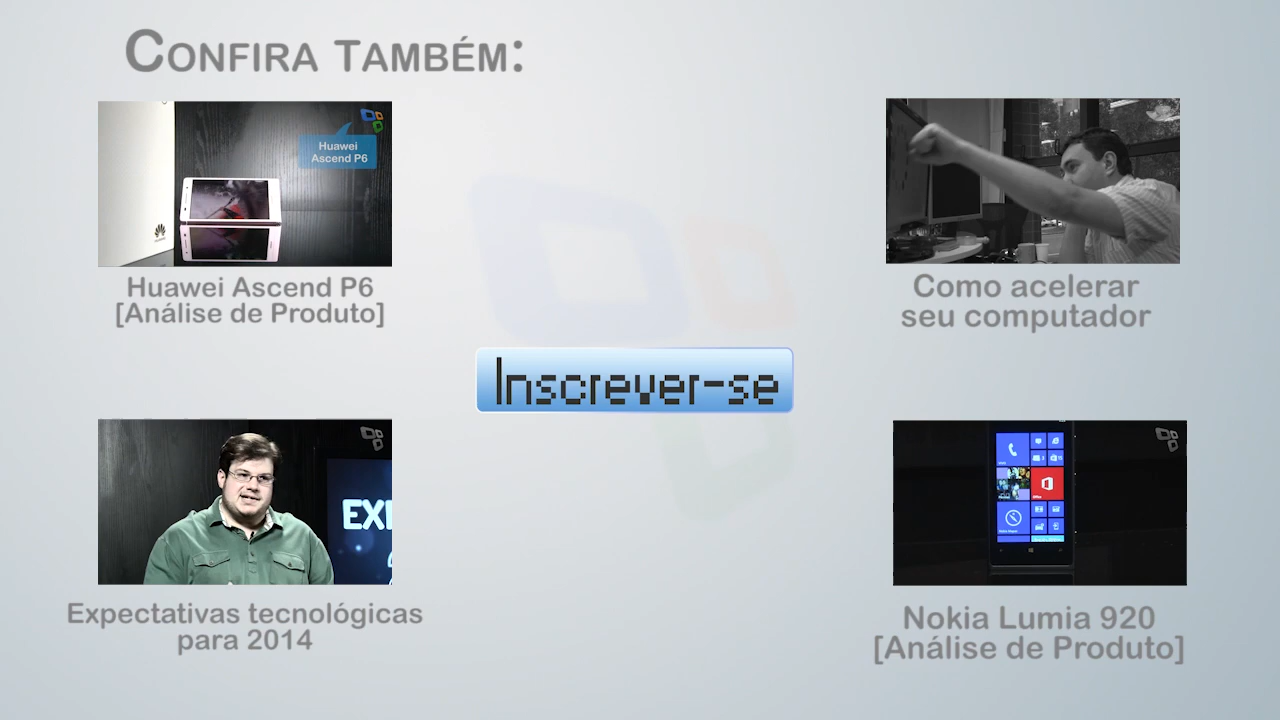 Confira Também:
Huawei
Ascend P6
Huawei Ascend P6
[Análise de Produto]
Como acelerar
seu computador
Inscrever-se
EXP
Expectativas tecnológicas
para 2014
Nokia Lumia 920
[Análise de Produto]